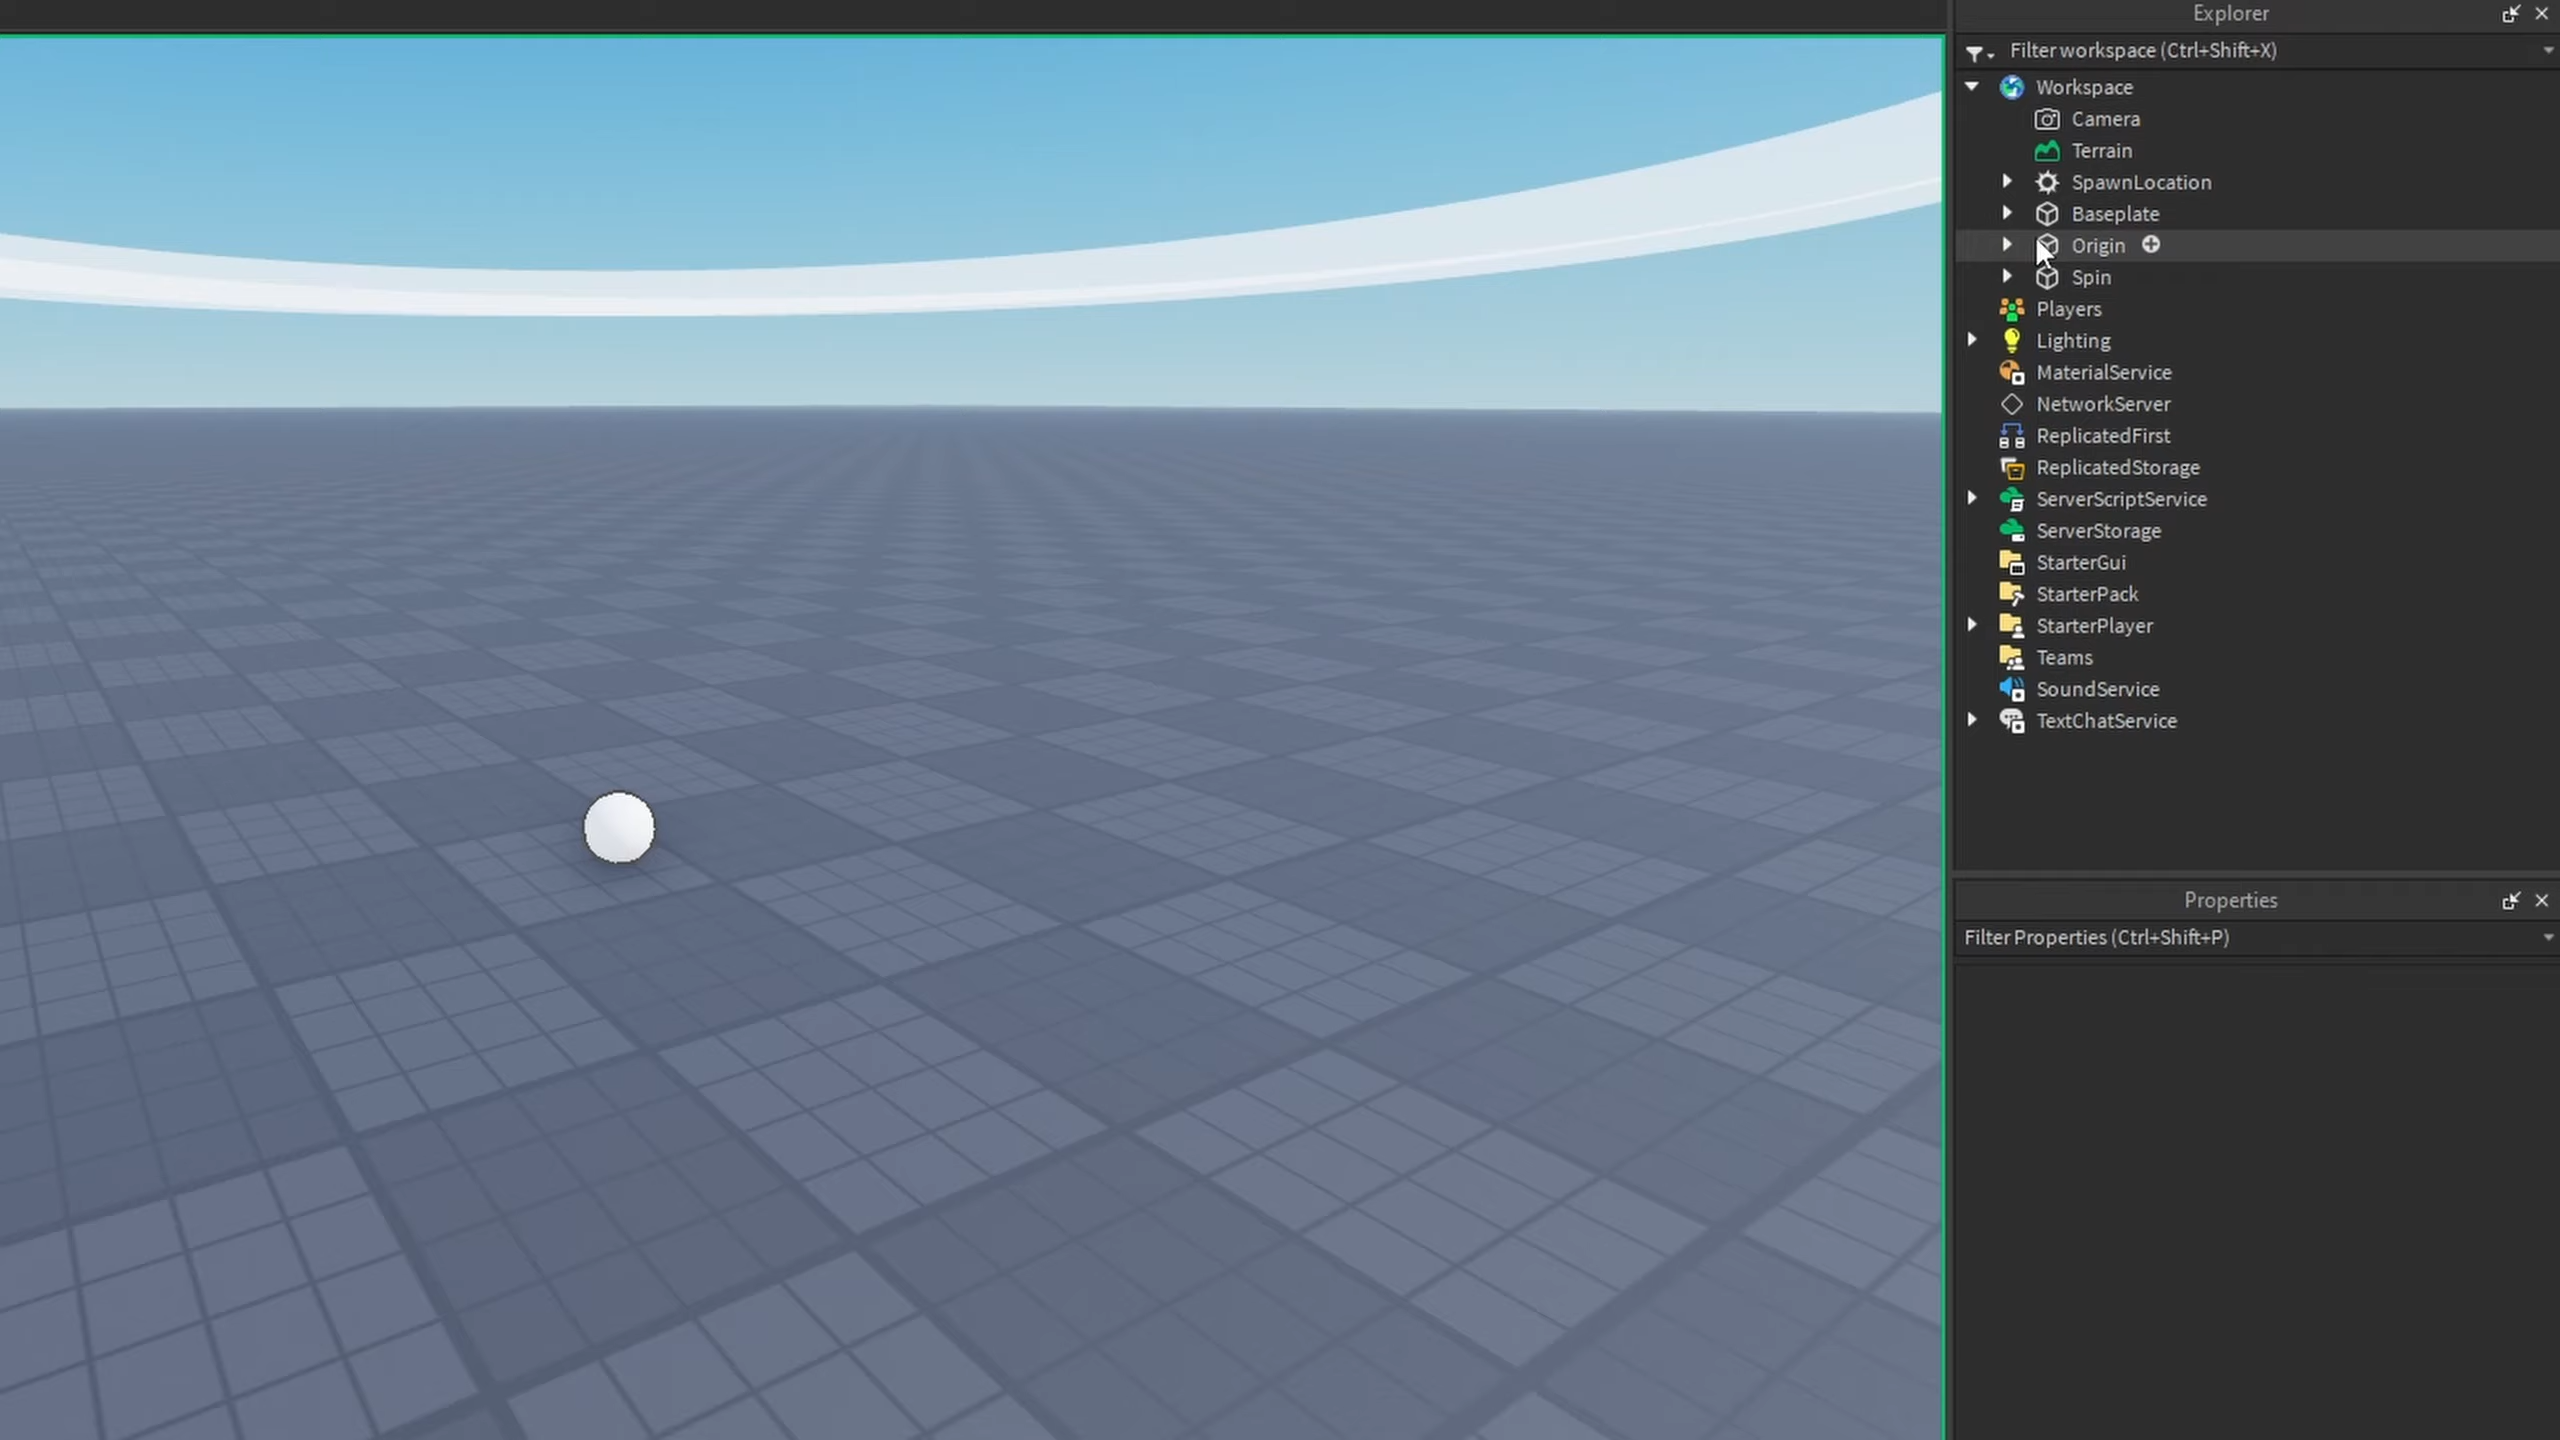 Explorer
Filter workspace (Ctrl+Shift+X)
Workspace
Camera
Terrain
SpawnLocation
Baseplate
Origin
Spin
Players
Lighting
MaterialService
NetworkServer
ReplicatedFirst
ReplicatedStorage
ServerScriptService
ServerStorage
StarterGui
StarterPack
StarterPlayer
Teams
SoundService
TextChatService
Properties
Filter Properties (Ctrl+Shift+P)